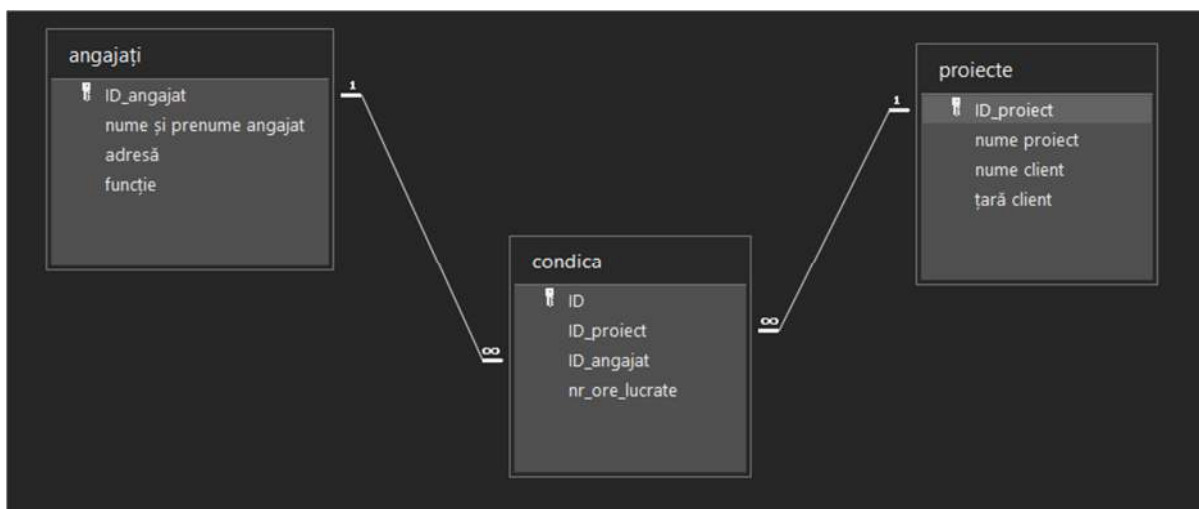 angajați
ID_angajat
nume și prenume angajat
adresă
funcție
1
∞
condica
ID
ID_proiect
ID_angajat
nr_ore_lucrate
∞
1
proiecte
ID_proiect
nume proiect
nume client
țară client